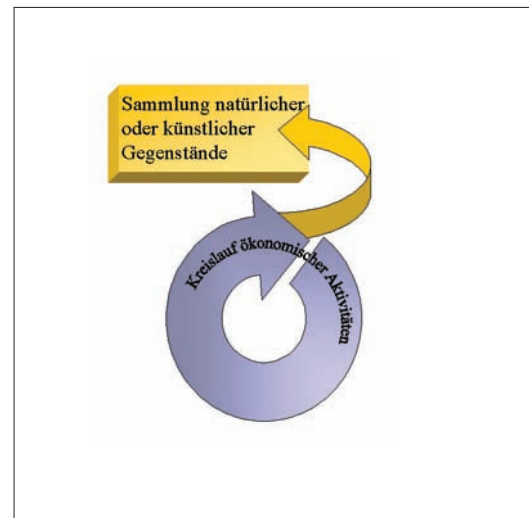 Sammlung natürlicher
oder künstlicher
Gegenstände
Kreislauf ökonomischer Aktivitäten